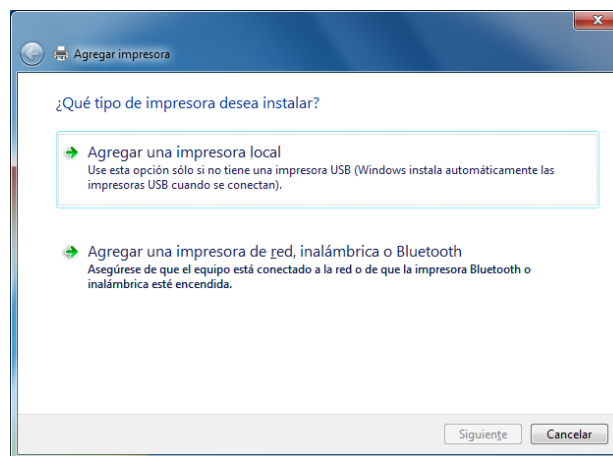 Agregar impresora
¿Qué tipo de impresora desea instalar?
Agregar una impresora local
Use esta opción sólo si no tiene una impresora USB (Windows instala automáticamente las
impresoras USB cuando se conectan).
Agregar una impresora de red, inalámbrica o Bluetooth
Asegúrese de que el equipo está conectado a la red o de que la impresora Bluetooth o
inalámbrica esté encendida.
Siguiente Cancelar